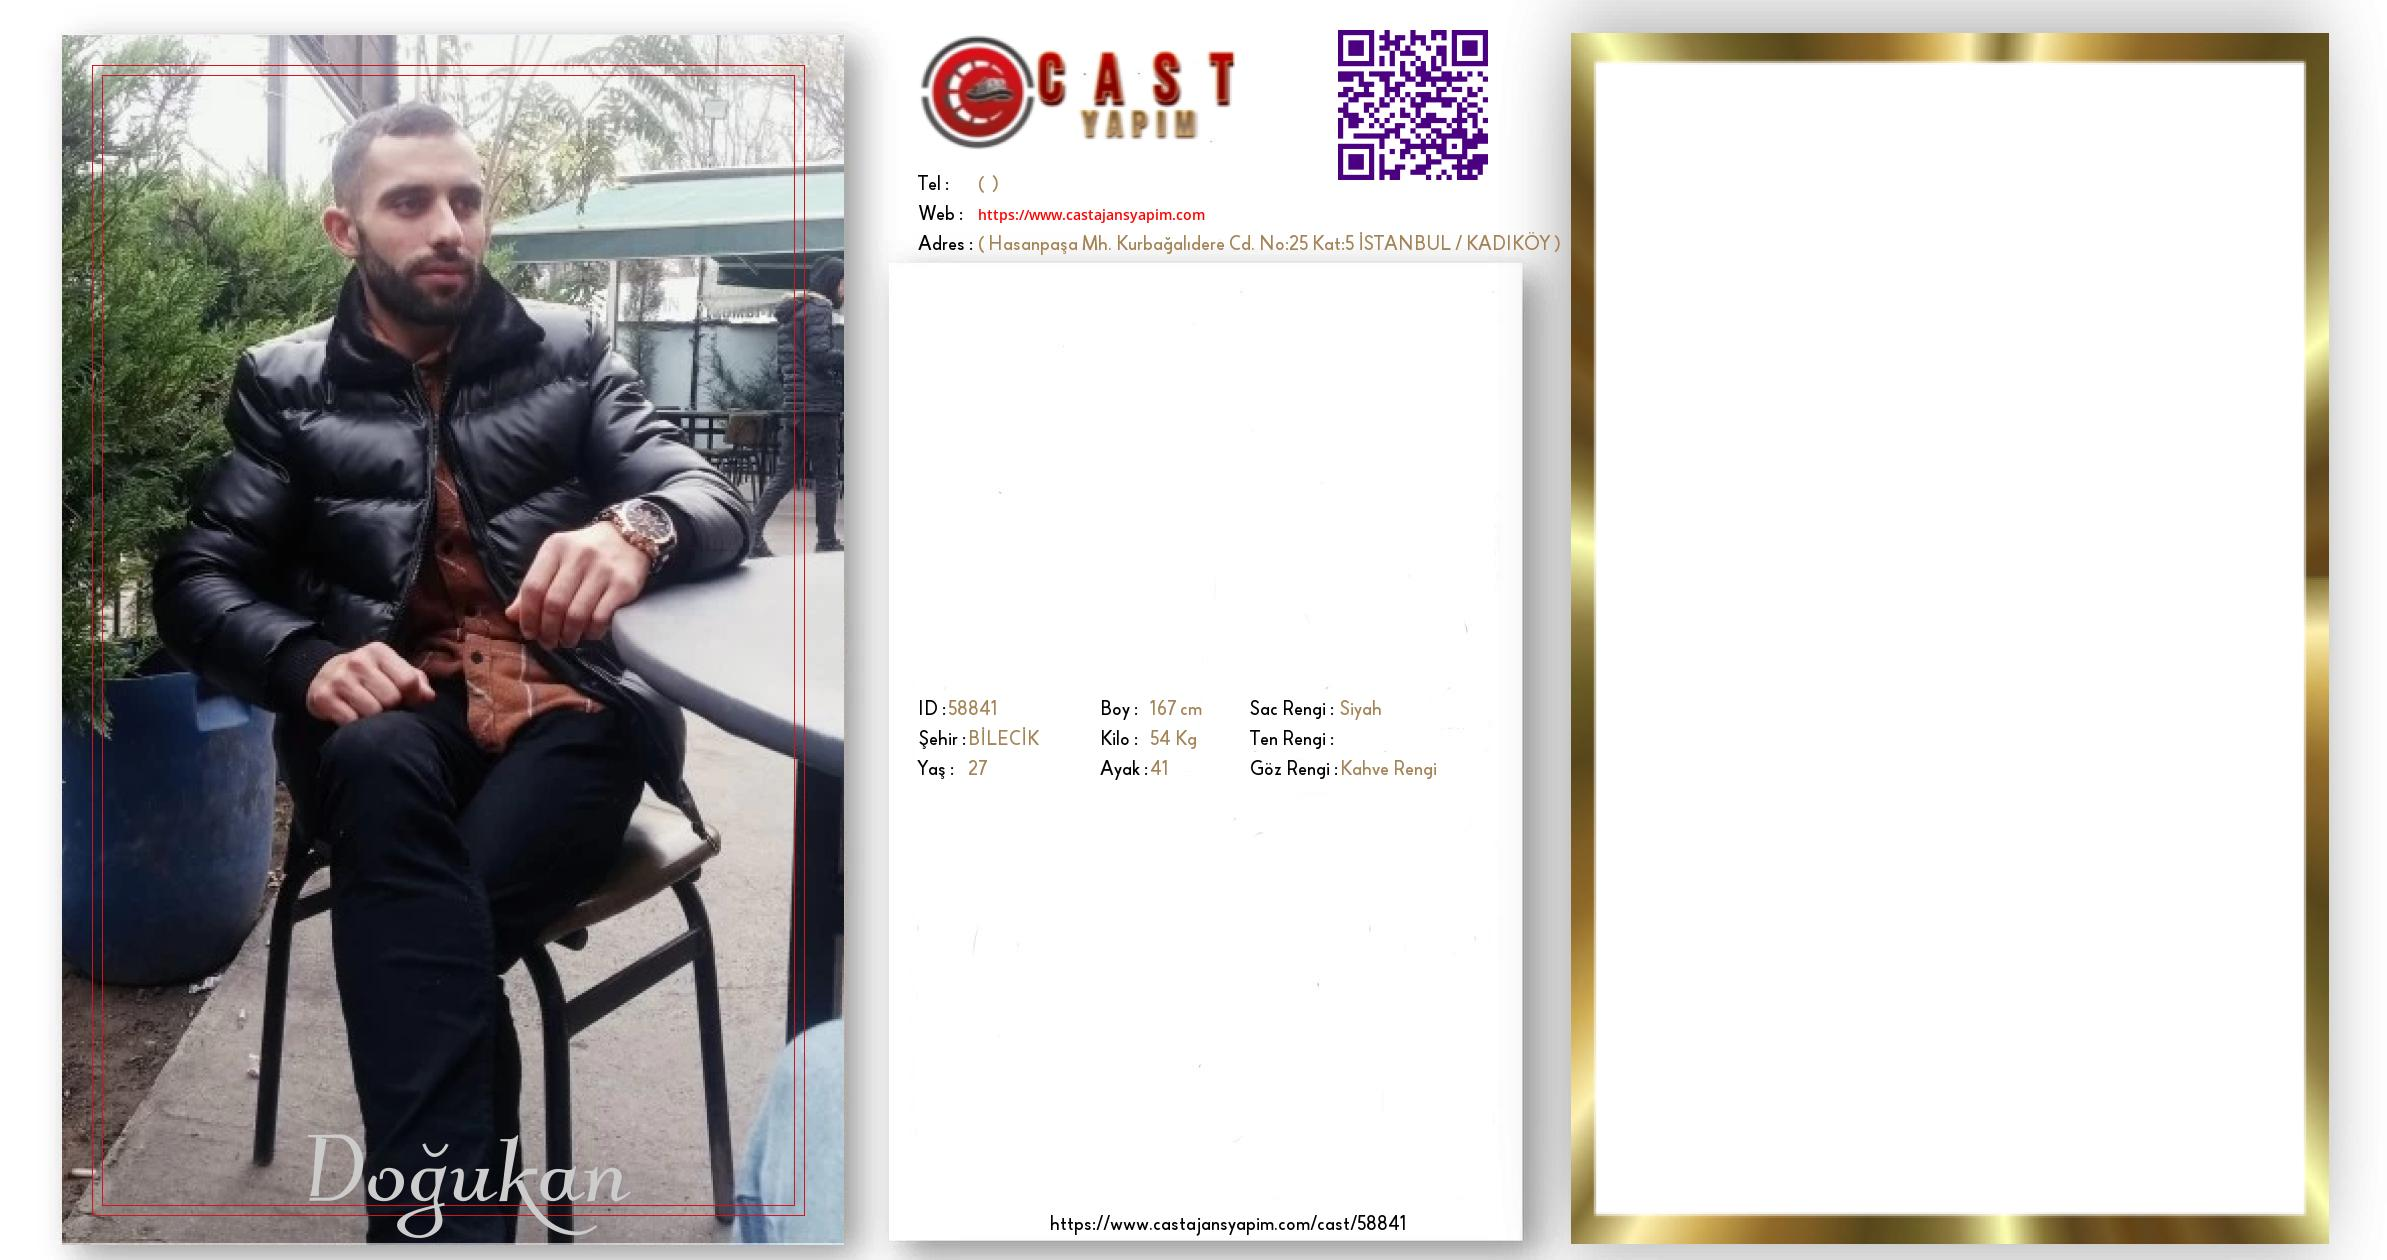 Doğukan
CAST
YAPIM
Tel : ( )
Web : https://www.castajansyapim.com
Adres : ( Hasanpaşa Mh. Kurbağalıdere Cd. No:25 Kat:5 İSTANBUL / KADIKÖY )
ID : 58841 Boy : 167 cm Sac Rengi : Siyah
Şehir : BİLECİK Kilo : 54 Kg Ten Rengi :
Yaş : 27 Ayak : 41 Göz Rengi : Kahve Rengi
https://www.castajansyapim.com/cast/58841